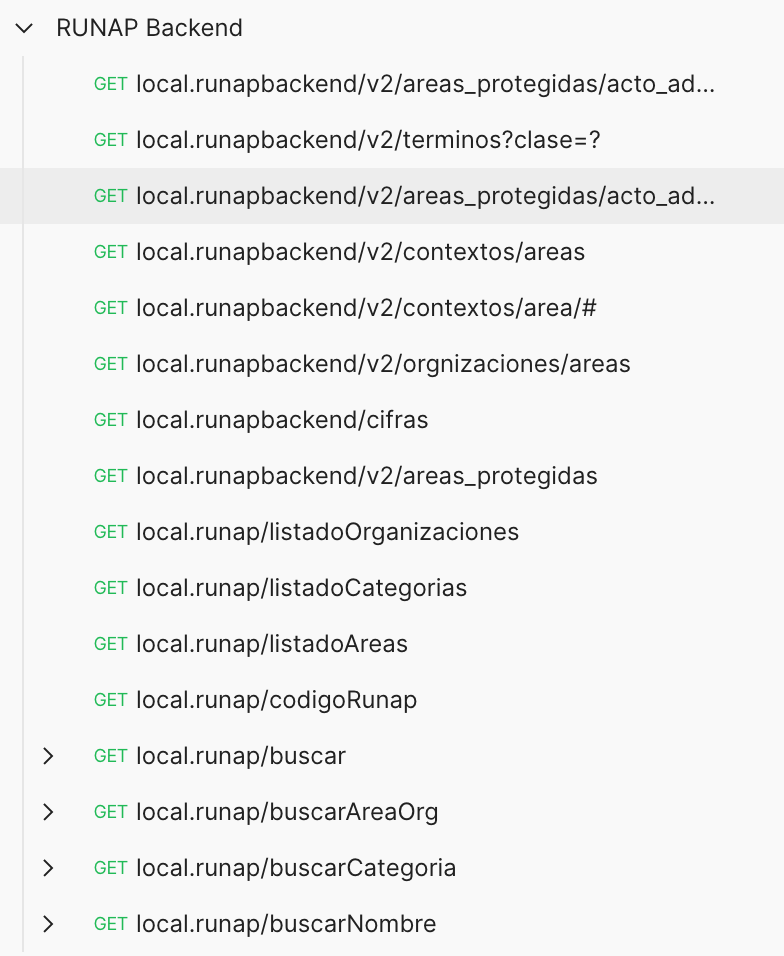 RUNAP Backend
GET local.runapbackend/v2/areas_protegidas/acto_ad...
GET local.runapbackend/v2/terminos?clase=?
GET local.runapbackend/v2/areas_protegidas/acto_ad...
GET local.runapbackend/v2/contextos/areas
GET local.runapbackend/v2/contextos/area/#
GET local.runapbackend/v2/orgnizaciones/areas
GET local.runapbackend/cifras
GET local.runapbackend/v2/areas_protegidas
GET local.runap/listadoOrganizaciones
GET local.runap/listadoCategorias
GET local.runap/listadoAreas
GET local.runap/codigoRunap
GET local.runap/buscar
GET local.runap/buscarAreaOrg
GET local.runap/buscarCategoria
GET local.runap/buscarNombre